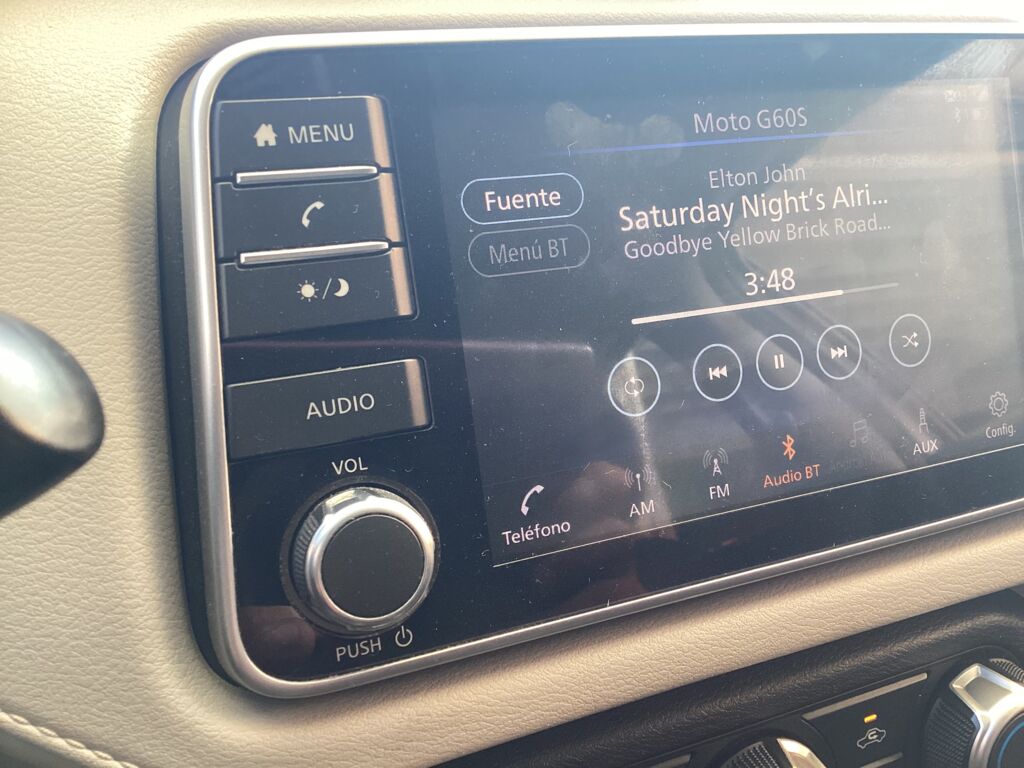 MENU
AUDIO
VOL
PUSH
Moto G60S
Fuente
Menú BT
Elton John
Saturday Night's Alri...
Goodbye Yellow Brick Road...
3:48
Teléfono
AM
FM
Audio BT
AUX
Config.